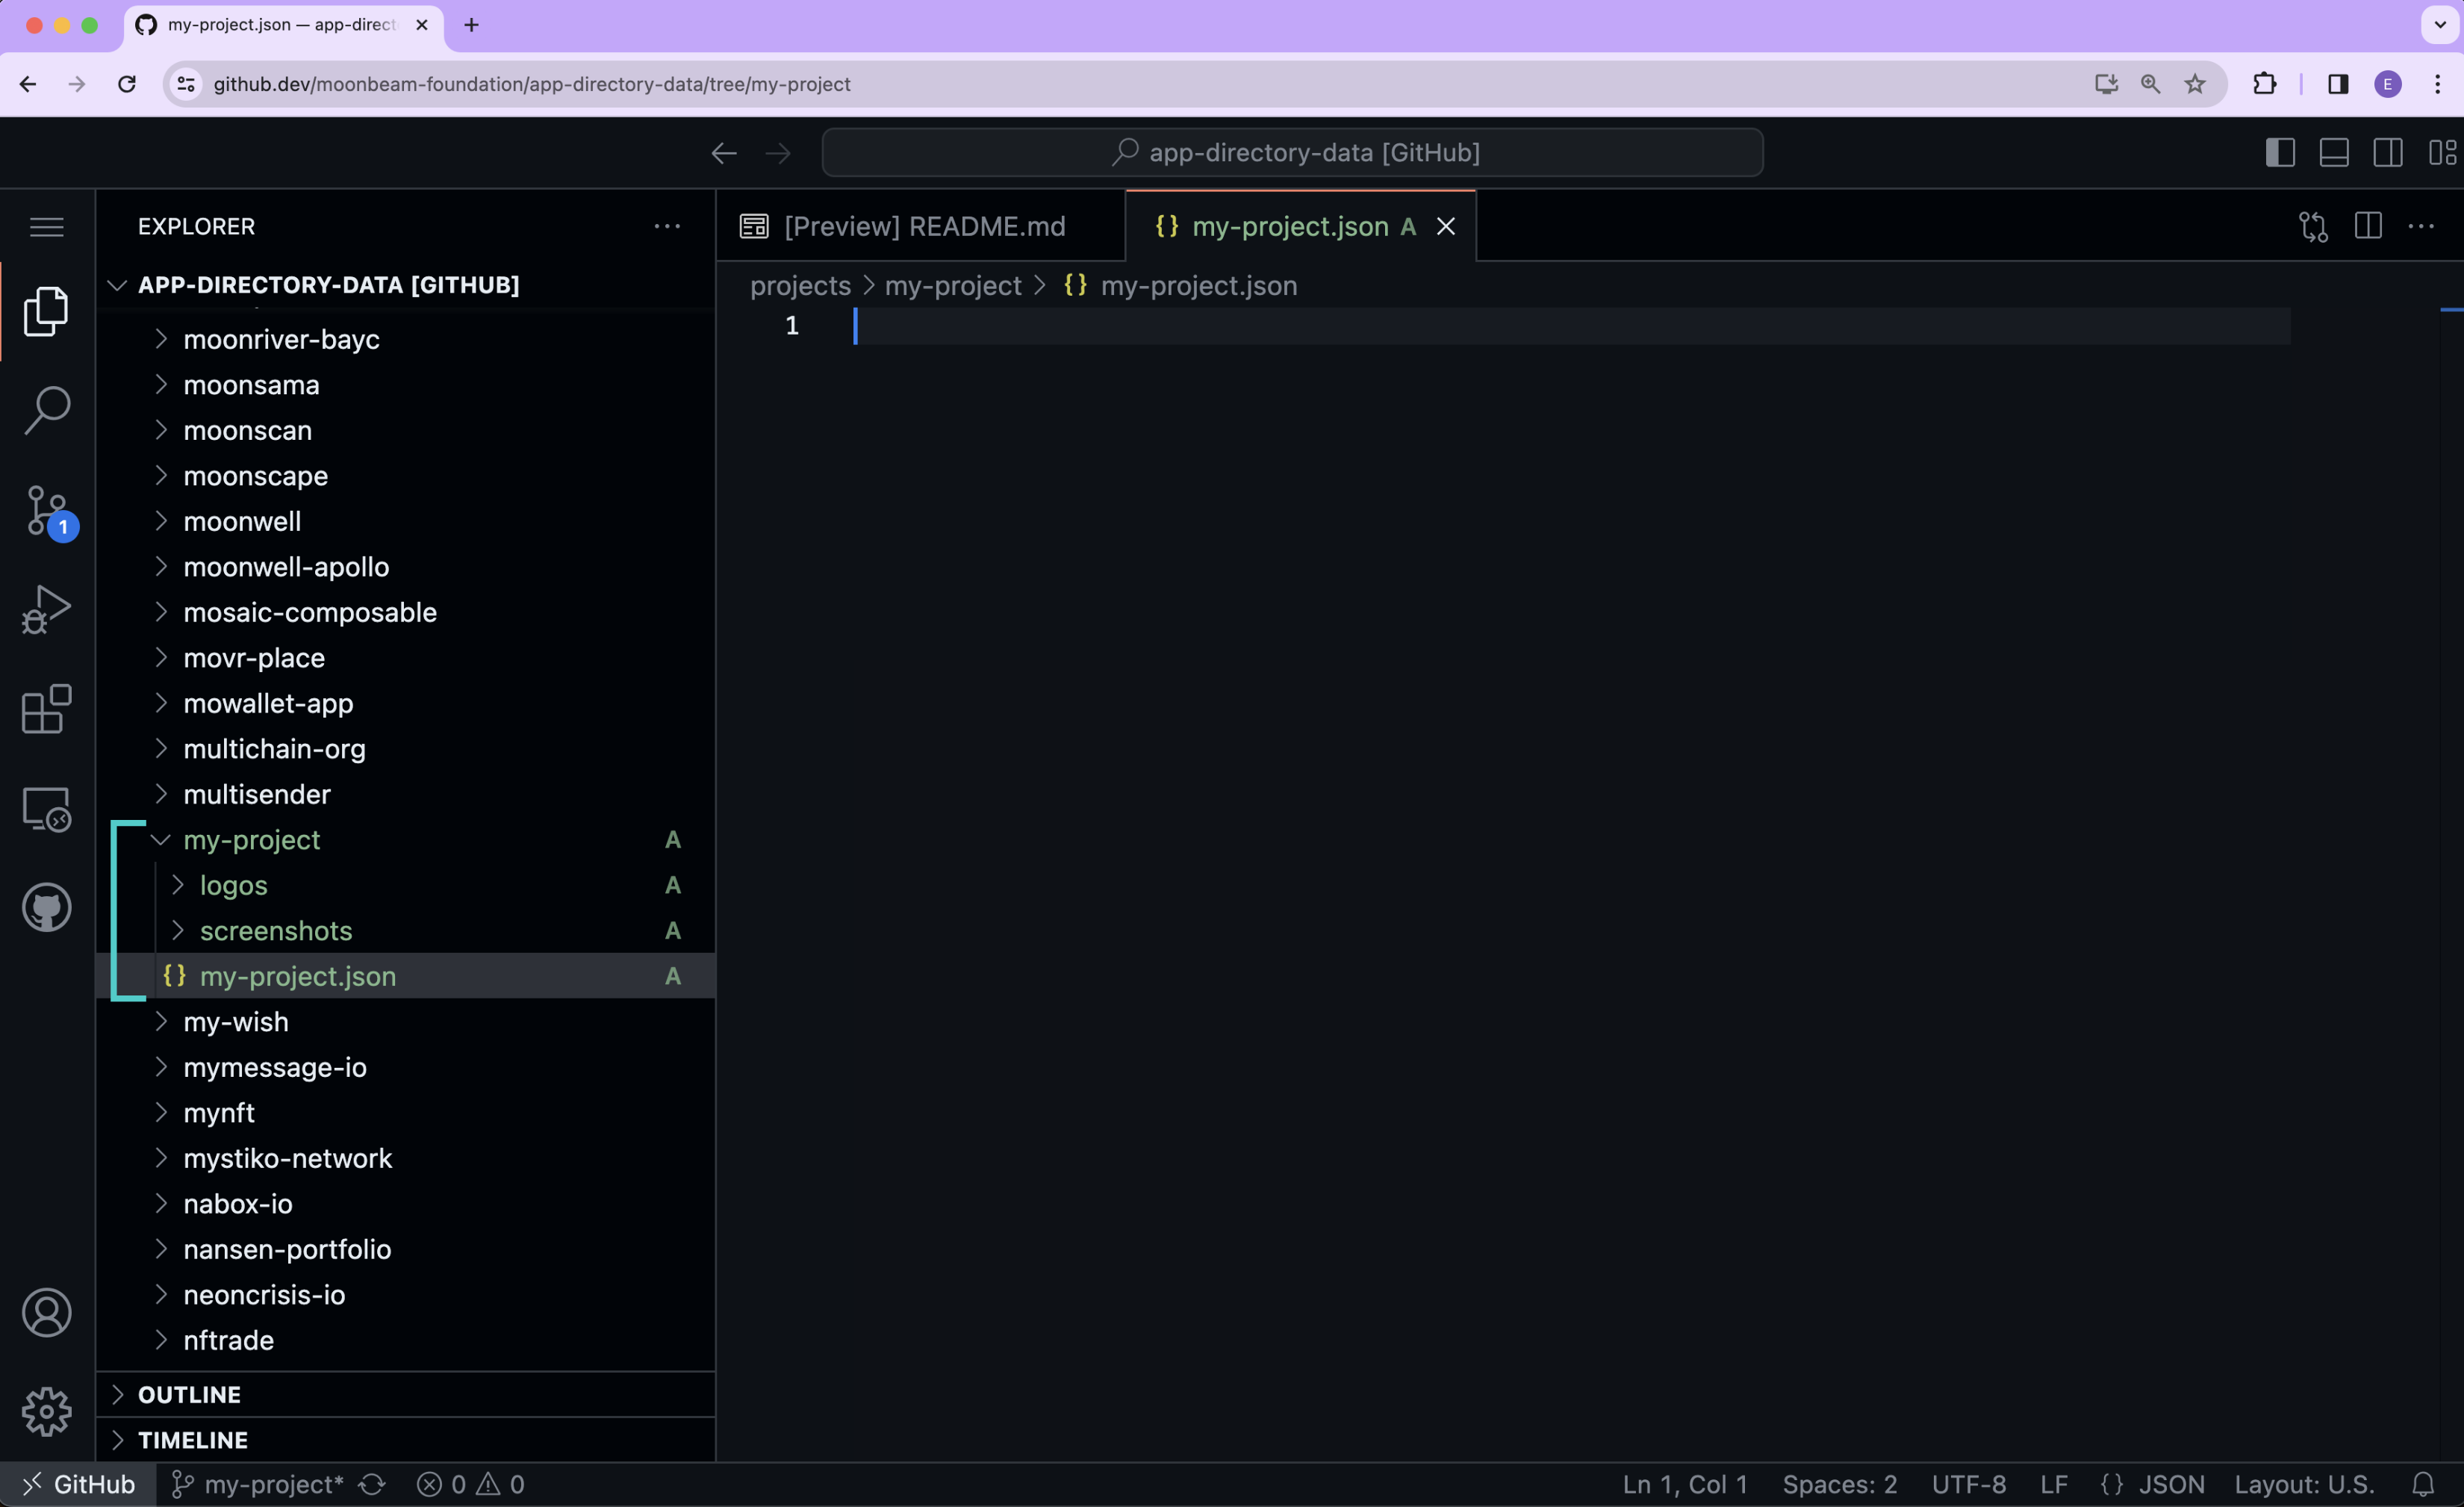 my-project.json — app-direct
github.dev/moonbeam-foundation/app-directory-data/tree/my-project
E
app-directory-data [GitHub]
EXPLORER
[Preview] README.md
my-project.json A
APP-DIRECTORY-DATA [GITHUB]
projects > my-project > {} my-project.json
1
moonriver-bayc
moonsama
moonscan
moonscape
moonwell
1
moonwell-apollo
mosaic-composable
movr-place
mowallet-app
multichain-org
multisender
my-project A
logos A
screenshots A
{} my-project.json A
my-wish
mymessage-io
mynft
mystiko-network
nabox-io
nansen-portfolio
neoncrisis-io
nftrade
OUTLINE
TIMELINE
GitHub my-project* 0 0 Ln 1, Col 1 Spaces: 2 UTF-8 LF {} JSON Layout: U.S.